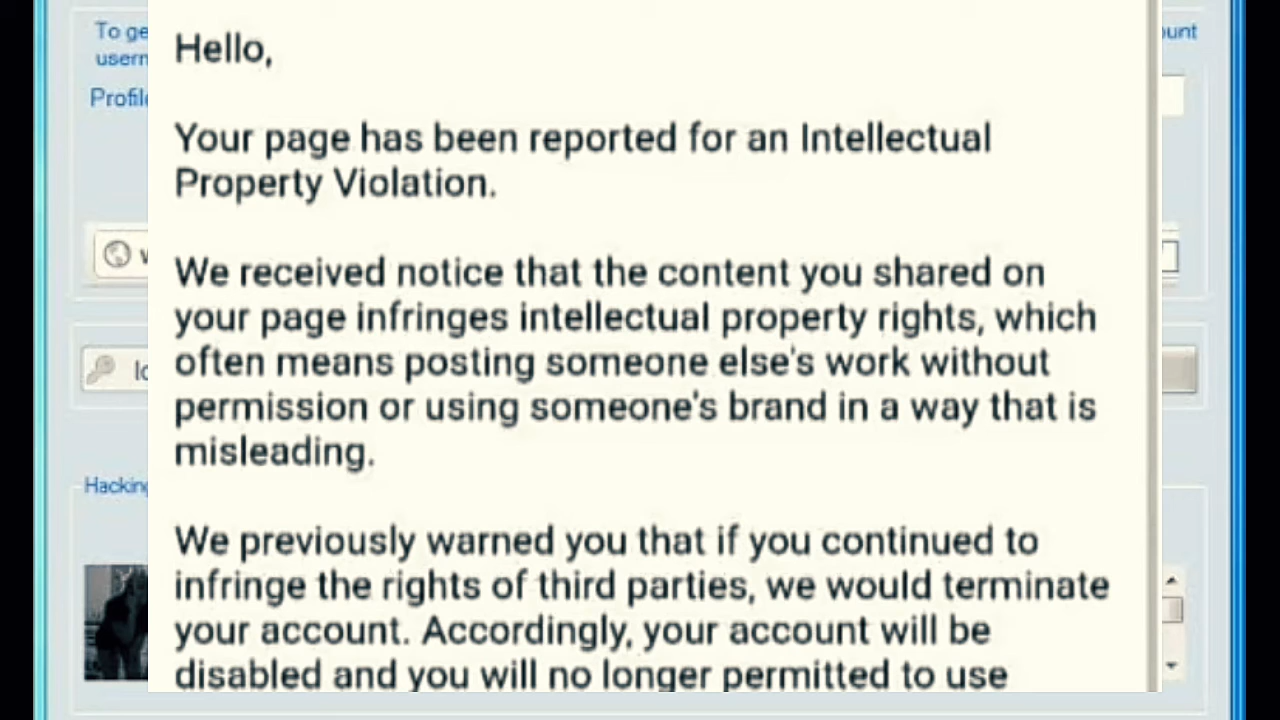 To ge
usern
Profile
Hacking
Hello,
Your page has been reported for an Intellectual
Property Violation.
We received notice that the content you shared on
your page infringes intellectual property rights, which
often means posting someone else's work without
permission or using someone's brand in a way that is
misleading.
We previously warned you that if you continued to
infringe the rights of third parties, we would terminate
your account. Accordingly, your account will be
disabled and you will no longer permitted to use
ount